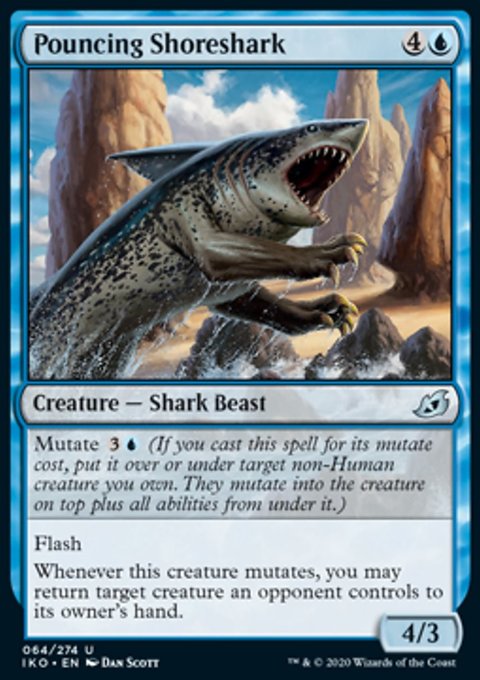 Pouncing Shoreshark 4
Creature — Shark Beast
Mutate 3 (If you cast this spell for its mutate
cost, put it over or under target non-Human
creature you own. They mutate into the creature
on top plus all abilities from under it.)
Flash
Whenever this creature mutates, you may
return target creature an opponent controls to
its owner's hand.
4/3
064/274 U
IKO • EN Dan Scott
™ & © 2020 Wizards of the Coast